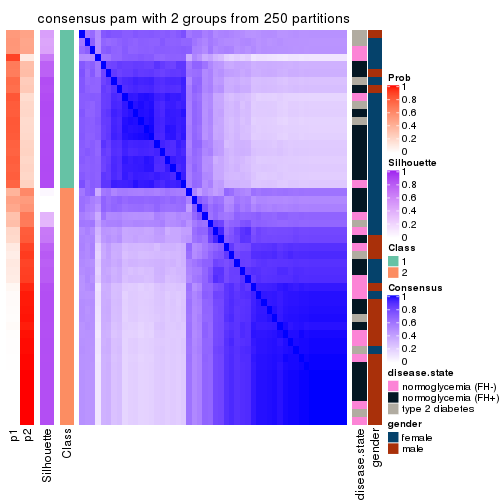 consensus pam with 2 groups from 250 partitions
Prob
1
0.8
0.6
0.4
0.2
0
Silhouette
1
0.8
0.6
0.4
0.2
0
Class
1
2
Consensus
1
0.8
0.6
0.4
0.2
0
disease.state
normoglycemia (FH-)
normoglycemia (FH+)
type 2 diabetes
gender
female
male
p1
p2
Silhouette
Class
disease.state
gender